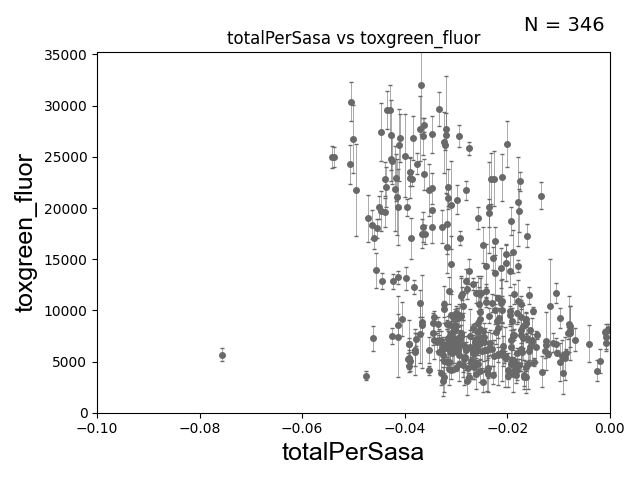 N = 346
totalPerSasa vs toxgreen_fluor
35000
30000
25000
20000
15000
10000
5000
0
toxgreen_fluor
−0.10 −0.08 −0.06 −0.04 −0.02 0.00
totalPerSasa